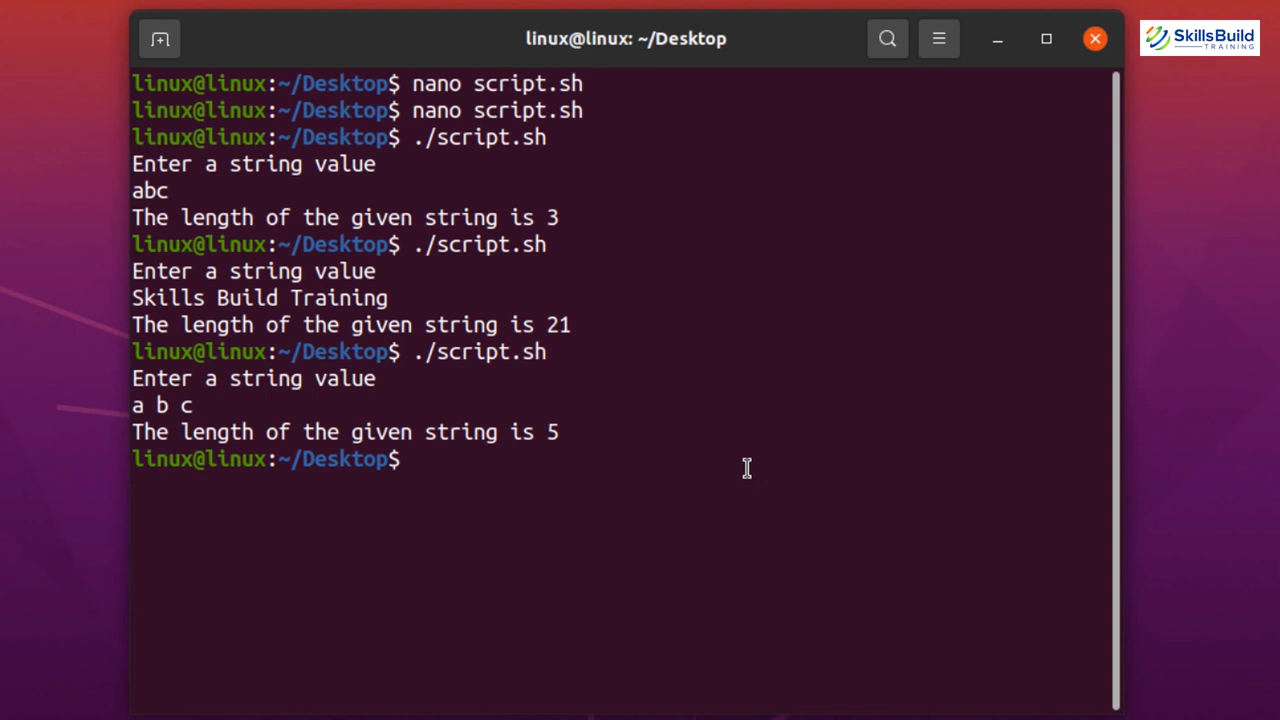 linux@linux: ~/Desktop
SkillsBuild
TRAINING
linux@linux:~/Desktop$ nano script.sh
linux@linux:~/Desktop$ nano script.sh
linux@linux:~/Desktop$ ./script.sh
Enter a string value
abc
The length of the given string is 3
linux@linux:~/Desktop$ ./script.sh
Enter a string value
Skills Build Training
The length of the given string is 21
linux@linux:~/Desktop$ ./script.sh
Enter a string value
a b c
The length of the given string is 5
linux@linux:~/Desktop$